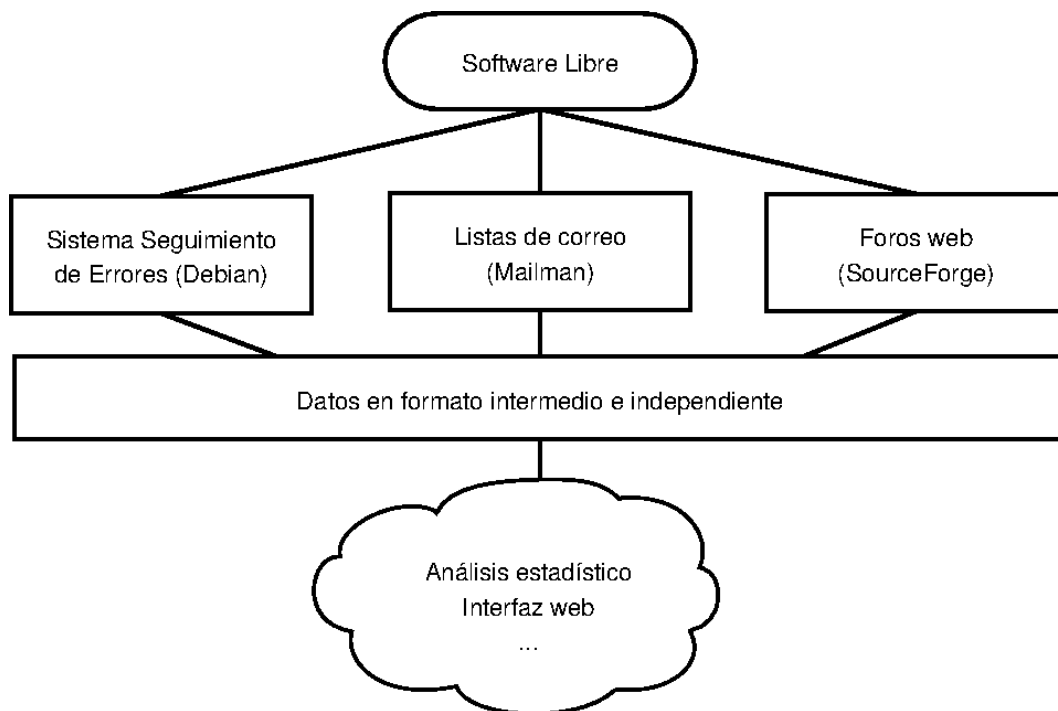 Software Libre
Sistema Seguimiento
de Errores (Debian)
Listas de correo
(Mailman)
Foros web
(SourceForge)
Datos en formato intermedio e independiente
Análisis estadístico
Interfaz web
...